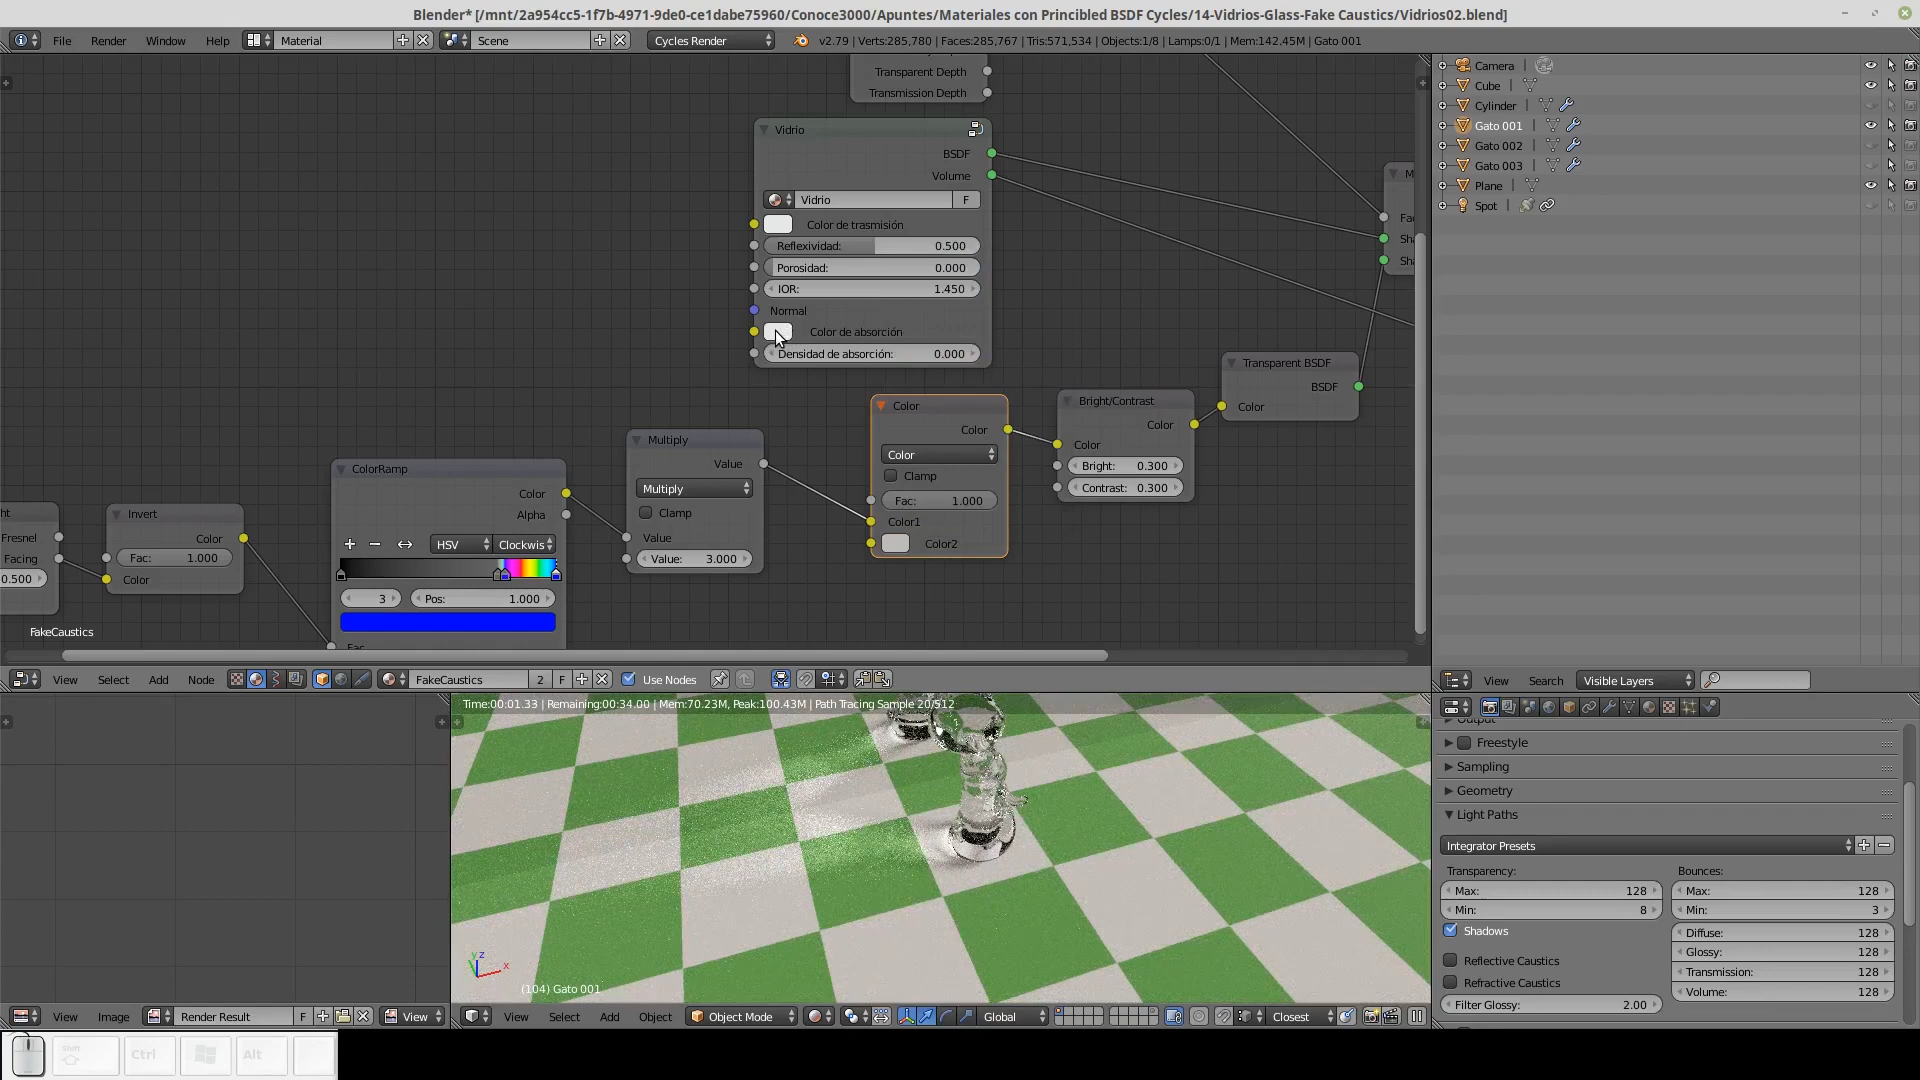 Blender* [/mnt/2a954cc5-1f7b-4971-9de0-ce1dabe75960/Conoce3000/Apuntes/Materiales con Princibled BSDF Cycles/14-Vidrios-Glass-Fake Caustics/Vidrios02.blend]
File Render Window Help Material Scene Cycles Render v2.79 | Verts:285,780 | Faces:285,767 | Tris:571,534 | Objects:1/8 | Lamps:0/1 | Mem:142.45M | Gato 001
Transparent Depth
Transmission Depth
Vidrio
BSDF
Volume
Vidrio F
Color de trasmisión
Reflexividad: 0.500
Porosidad: 0.000
IOR: 1.450
Normal
Color de absorción
Densidad de absorción: 0.000
M
Fa
Sha
Sha
Transparent BSDF
BSDF
Color
Color
Color
Color
Clamp
Fac: 1.000
Color1
Color2
Bright/Contrast
Color
Color
Bright: 0.300
Contrast: 0.300
Multiply
Value
Multiply
Clamp
Value
Value: 3.000
ColorRamp
Color
Alpha
HSV Clockwis
3 Pos: 1.000
Fac
Invert
Color
Fac: 1.000
Color
ht
Fresnel
Facing
0.500
FakeCaustics
View Select Add Node FakeCaustics 2 F Use Nodes
Camera
Cube
Cylinder
Gato 001
Gato 002
Gato 003
Plane
Spot
View Search Visible Layers
Time:00:01.33 | Remaining:00:34.00 | Mem:70.23M, Peak:100.43M | Path Tracing Sample 20/512
z
y
x
(104) Gato 001
View Image Render Result F View
View Select Add Object Object Mode Global Closest
Output
Freestyle
Sampling
Geometry
Light Paths
Integrator Presets
Transparency: Bounces:
Max: 128 Max: 128
Min: 8 Min: 3
Shadows Diffuse: 128
Reflective Caustics Glossy: 128
Refractive Caustics Transmission: 128
Filter Glossy: 2.00 Volume: 128
Shift Ctrl Alt